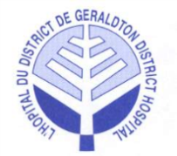 L'HOPITAL DU DISTRICT DE GERALDTON DISTRICT HOSPITAL